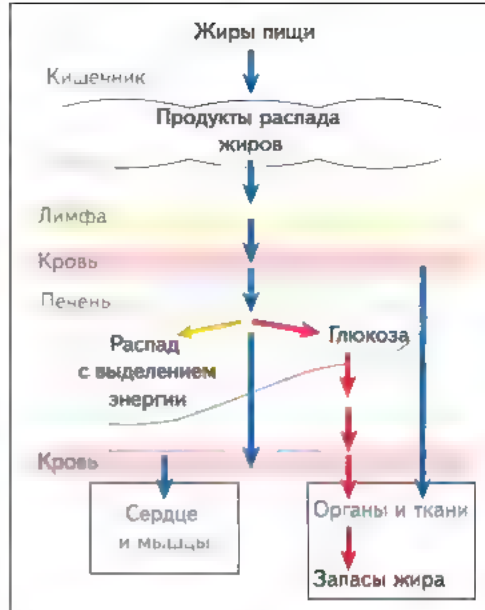 Жиры пищи
Кишечник
Продукты распада
жиров
Лимфа
Кровь
Печень
Глюкоза
Распад
с выделением
энергии
Кровь
Сердце
и мышцы
Органы и ткани
Запасы жира